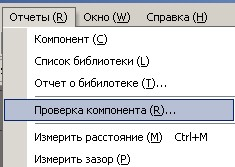 Отчеты (R) Окно (W) Справка (H)
Компонент (C)
Список библиотеки (L)
Отчет о библиотеке (T)...
Проверка компонента (R)...
Измерить расстояние (M) Ctrl+M
Измерить зазор (P)